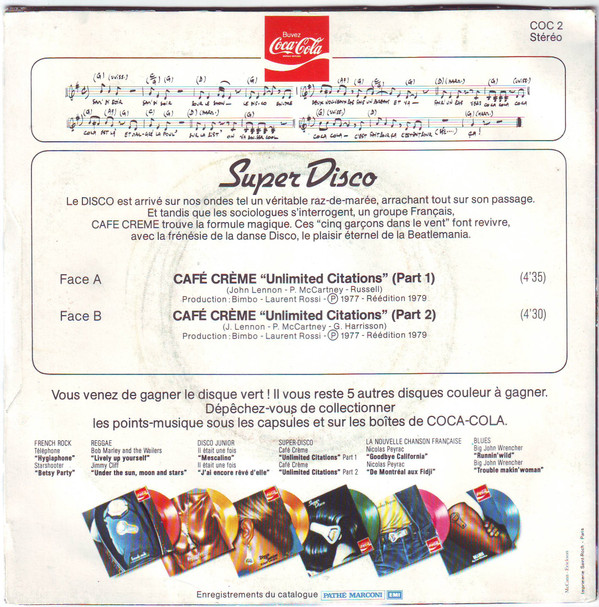 COC 2
Stéréo
Buvez
Coca-Cola
Super Disco
Le DISCO est arrivé sur nos ondes tel un véritable raz-de-marée, arrachant tout sur son passage.
Et tandis que les sociologues s'interrogent, un groupe Français,
CAFE CREME trouva la formule magique. Ces "cinq garçons dans le vent" font revivre,
avec la frénésie de la danse Disco, le plaisir éternel de la Beatlemania.
Face A CAFÉ CRÈME "Unlimited Citations" (Part 1) (4'35)
(John Lennon - P. McCartney - Russell)
Production : Bimbo - Laurent Rossi - Ⓟ 1977 - Réédition 1979
Face B CAFÉ CRÈME "Unlimited Citations" (Part 2) (4'30)
(J. Lennon - P. McCartney - G. Harrisson)
Production : Bimbo - Laurent Rossi - Ⓟ 1977 - Réédition 1979
Vous venez de gagner le disque vert ! Il vous reste 5 autres disques couleur à gagner.
Dépêchez-vous de collectionner
les points-musique sous les capsules et sur les boîtes de COCA-COLA.
FRENCH ROCK
Téléphone
"Hygiaphone"
Starshooter
"Betsy Party"
REGGAE
Bob Marley and the Wailers
"Lively up yourself"
Jimmy Cliff
"Under the sun, moon and stars"
DISCO JUNIOR
Il était une fois
"Mescalino"
Il était une fois
"J'ai encore rêvé d'elle"
SUPER-DISCO
Café Crème
"Unlimited Citations" Part 1
Café Crème
"Unlimited Citations" Part 2
LA NOUVELLE CHANSON FRANÇAISE
Nicolas Peyrac
"Goodbye California"
Nicolas Peyrac
"De Montréal aux Fidji"
BLUES
Big John Wrencher
"Runnin'wild"
Big John Wrencher
"Trouble makin'woman"
Super Disco
Coca-Cola
Enregistrements du catalogue PATHÉ MARCONI EMI
McCann - Erickson
Imprimerie Saint-Roch - Paris